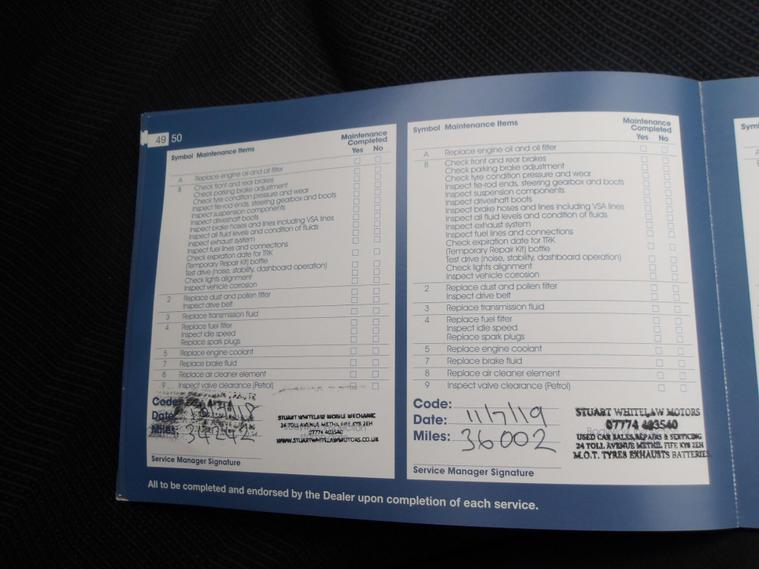 49 50
Symbol Maintenance Items
Maintenance
Completed
Yes No
A Replace engine oil and oil filter
B Check front and rear brakes
Check parking brake adjustment
Check tyre condition pressure and wear
Inspect tie-rod ends, steering gearbox and boots
Inspect suspension components
Inspect driveshaft boots
Inspect brake hoses and lines including VSA lines
Inspect all fluid levels and condition of fluids
Inspect exhaust system
Inspect fuel lines and connections
Check expiration date for TRK
(Temporary Repair Kit) bottle
Test drive (noise, stability, dashboard operation)
Check lights alignment
Inspect vehicle corrosion
2 Replace dust and pollen filter
Inspect drive belt
3 Replace transmission fluid
4 Replace fuel filter
Inspect idle speed
Replace spark plugs
5 Replace engine coolant
7 Replace brake fluid
8 Replace air cleaner element
9 Inspect valve clearance (Petrol)
Code:
Date:
Miles: 34242
STUART WHITELAW MOBILE MECHANIC
24 TOLL AVENUE METHIL FIFE KY8 2EH
07774 403540
WWW.STUARTWHITELAWMOTORS.CO.UK
Service Manager Signature
Symbol Maintenance Items
Maintenance
Completed
Yes No
A Replace engine oil and oil filter
B Check front and rear brakes
Check parking brake adjustment
Check tyre condition pressure and wear
Inspect tie-rod ends, steering gearbox and boots
Inspect suspension components
Inspect driveshaft boots
Inspect brake hoses and lines including VSA lines
Inspect all fluid levels and condition of fluids
Inspect exhaust system
Inspect fuel lines and connections
Check expiration date for TRK
(Temporary Repair Kit) bottle
Test drive (noise, stability, dashboard operation)
Check lights alignment
Inspect vehicle corrosion
2 Replace dust and pollen filter
Inspect drive belt
3 Replace transmission fluid
4 Replace fuel filter
Inspect idle speed
Replace spark plugs
5 Replace engine coolant
7 Replace brake fluid
8 Replace air cleaner element
9 Inspect valve clearance (Petrol)
Code:
Date: 11/7/19
Miles: 36002
STUART WHITELAW MOTORS
07774 403540
USED CAR SALES, REPAIRS & SERVICING
24 TOLL AVENUE METHIL FIFE KY8 2EH
M.O.T. TYRES EXHAUSTS BATTERIES
Service Manager Signature
All to be completed and endorsed by the Dealer upon completion of each service.
Sym